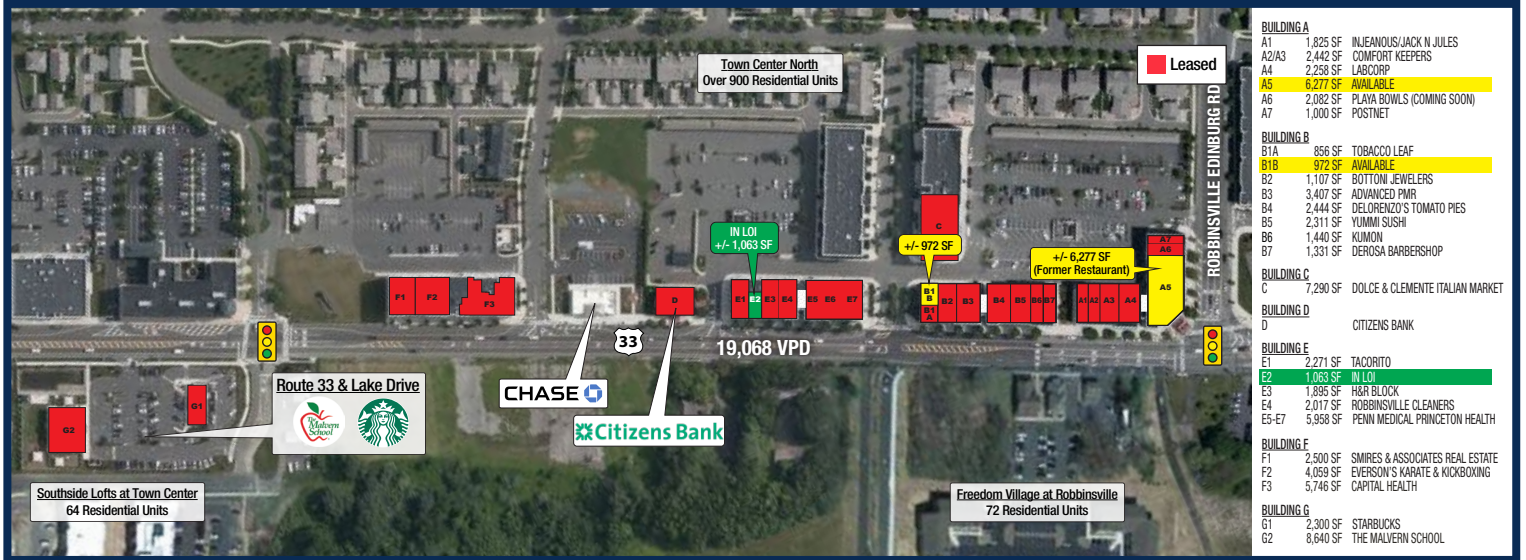 Town Center North
Over 900 Residential Units
Leased
ROBBINSVILLE EDINBURG RD
IN LOI
+/- 1,063 SF
+/- 972 SF
+/- 6,277 SF
(Former Restaurant)
C
A7
A6
A5
F1
F2
F3
D
E1
E2
E3
E4
E5
E6
E7
B1
B
B1
A
B2
B3
B4
B5
B6
B7
A1
A2
A3
A4
33
19,068 VPD
CHASE
Citizens Bank
Route 33 & Lake Drive
The
Malvern
School
G1
G2
Southside Lofts at Town Center
64 Residential Units
Freedom Village at Robbinsville
72 Residential Units
BUILDING A
A1 1,825 SF INJEANOUS/JACK N JULES
A2/A3 2,442 SF COMFORT KEEPERS
A4 2,258 SF LABCORP
A5 6,277 SF AVAILABLE
A6 2,082 SF PLAYA BOWLS (COMING SOON)
A7 1,000 SF POSTNET
BUILDING B
B1A 856 SF TOBACCO LEAF
B1B 972 SF AVAILABLE
B2 1,107 SF BOTTONI JEWELERS
B3 3,407 SF ADVANCED PMR
B4 2,444 SF DELORENZO'S TOMATO PIES
B5 2,311 SF YUMMI SUSHI
B6 1,440 SF KUMON
B7 1,331 SF DEROSA BARBERSHOP
BUILDING C
C 7,290 SF DOLCE & CLEMENTE ITALIAN MARKET
BUILDING D
D CITIZENS BANK
BUILDING E
E1 2,271 SF TACORITO
E2 1,063 SF IN LOI
E3 1,895 SF H&R BLOCK
E4 2,017 SF ROBBINSVILLE CLEANERS
E5-E7 5,958 SF PENN MEDICAL PRINCETON HEALTH
BUILDING F
F1 2,500 SF SMIRES & ASSOCIATES REAL ESTATE
F2 4,059 SF EVERSON'S KARATE & KICKBOXING
F3 5,746 SF CAPITAL HEALTH
BUILDING G
G1 2,300 SF STARBUCKS
G2 8,640 SF THE MALVERN SCHOOL